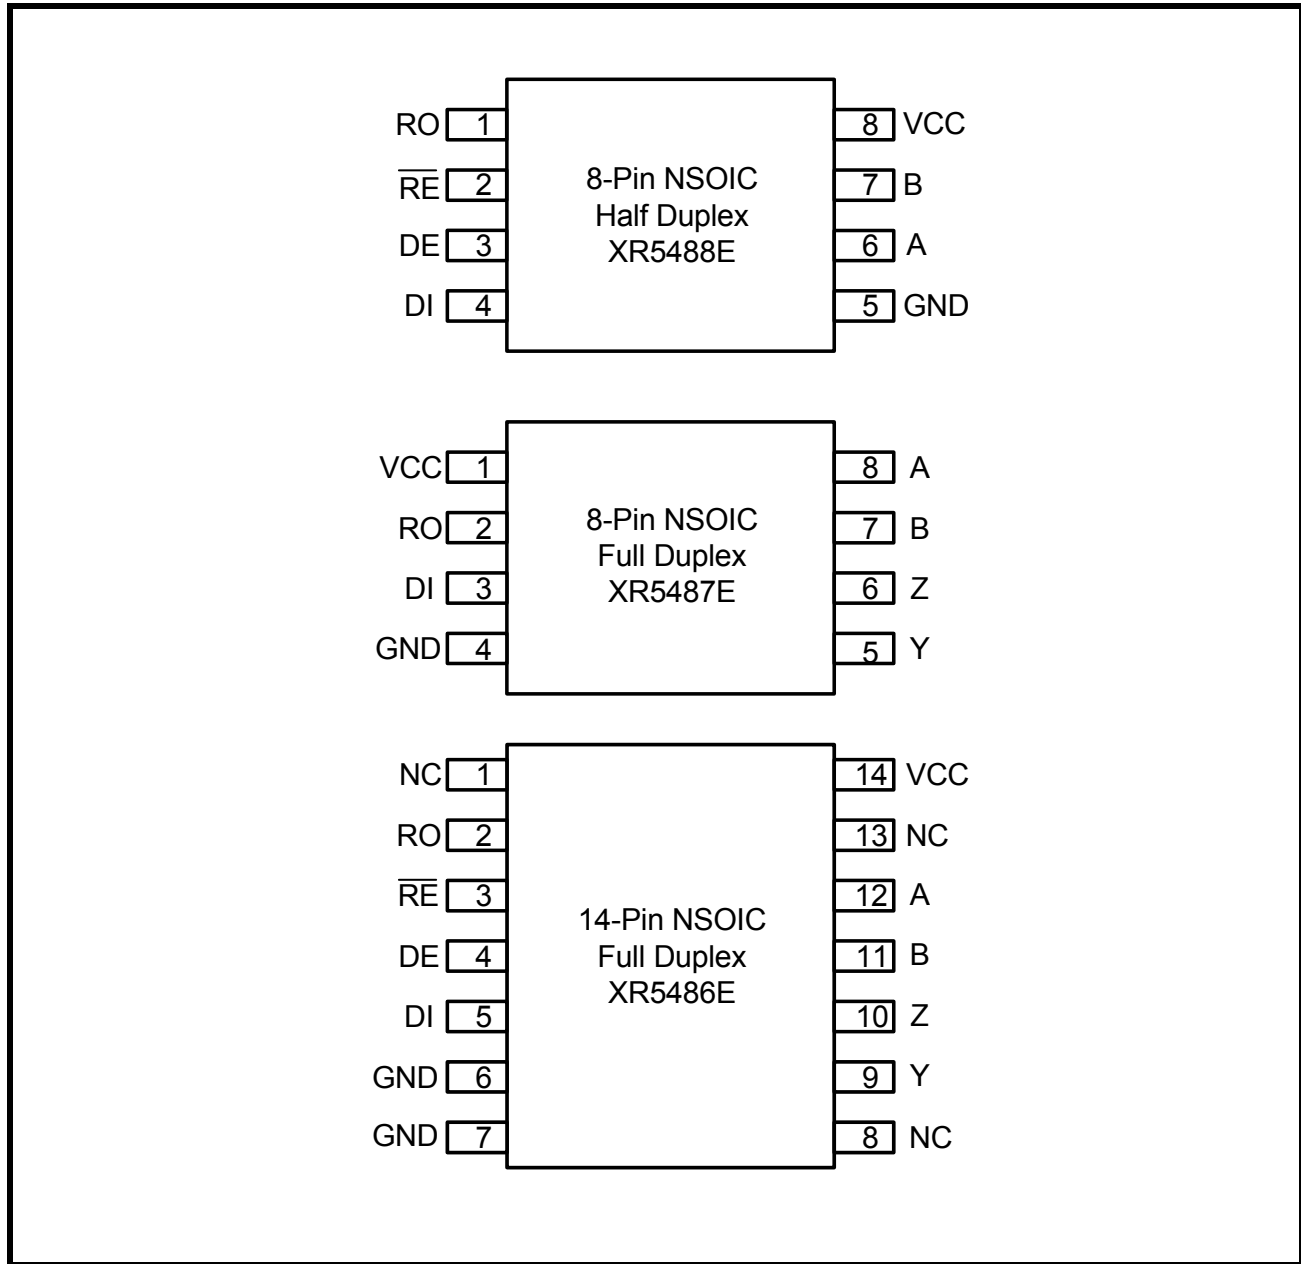 RO 1 8 VCC
R̅E̅ 2 7 B
DE 3 6 A
DI 4 5 GND
8-Pin NSOIC
Half Duplex
XR5488E
VCC 1 8 A
RO 2 7 B
DI 3 6 Z
GND 4 5 Y
8-Pin NSOIC
Full Duplex
XR5487E
NC 1 14 VCC
RO 2 13 NC
R̅E̅ 3 12 A
DE 4 11 B
DI 5 10 Z
GND 6 9 Y
GND 7 8 NC
14-Pin NSOIC
Full Duplex
XR5486E